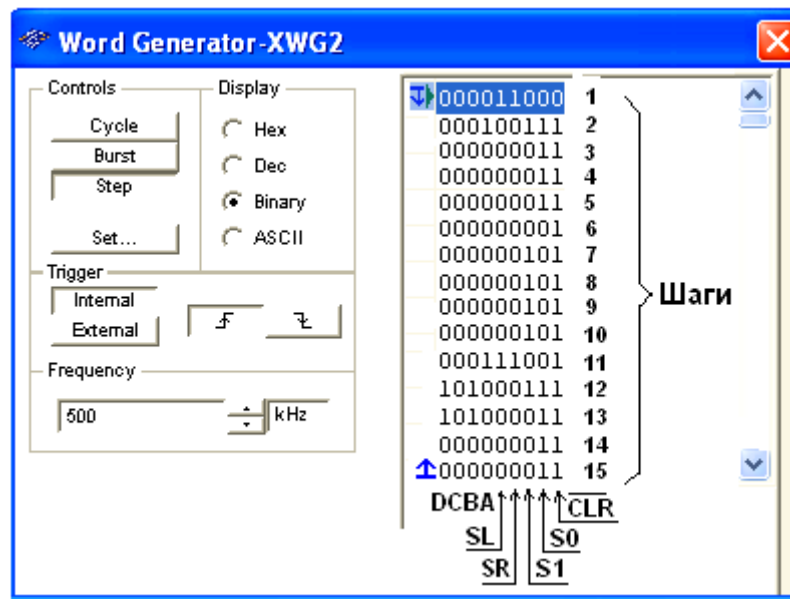 Word Generator-XWG2
Controls
Cycle
Burst
Step
Set...
Display
Hex
Dec
Binary
ASCII
Trigger
Internal
External
Frequency
500 kHz
000011000 1
000100111 2
000000011 3
000000011 4
000000011 5
000000001 6
000000101 7
000000101 8
000000101 9
000000101 10
000111001 11
101000111 12
101000011 13
000000011 14
000000011 15
Шаги
DCBA CLR
SL S0
SR S1